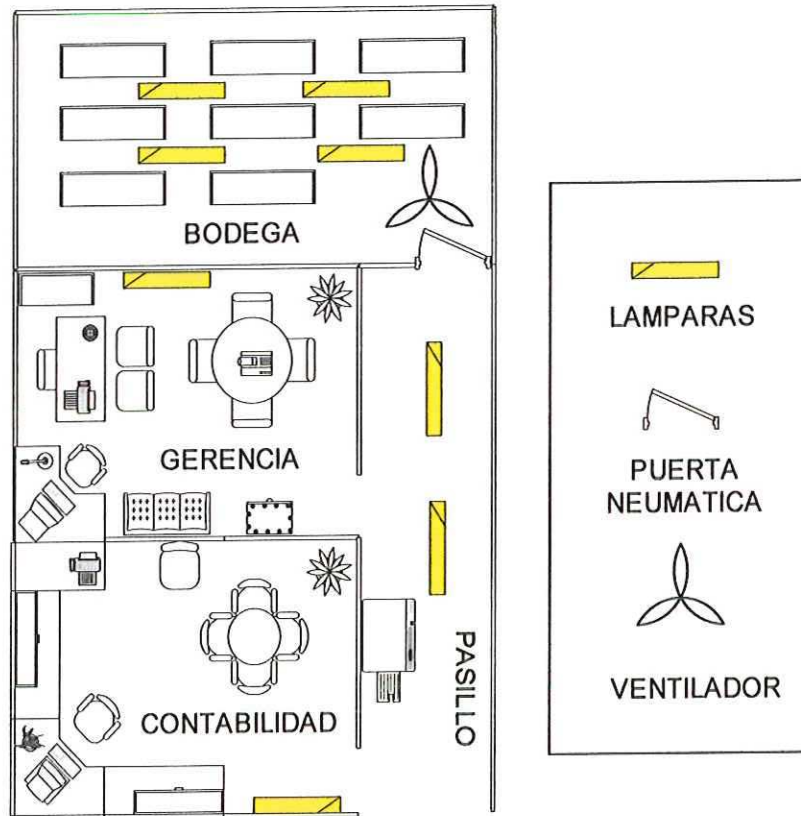 BODEGA
GERENCIA
CONTABILIDAD
PASILLO
LAMPARAS
PUERTA
NEUMATICA
VENTILADOR